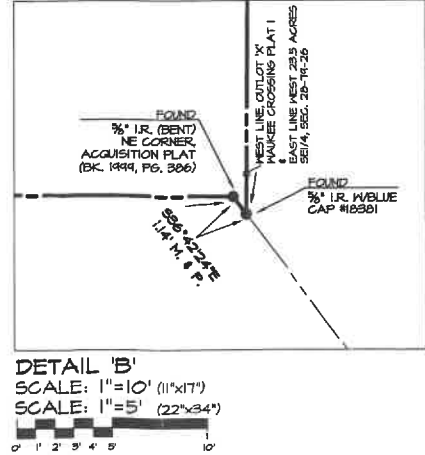 FOUND
5/8" I.R. (BENT)
NE CORNER,
ACQUISITION PLAT
(BK. 1999, PG. 386)
WEST LINE, OUTLOT 'X'
WAUKEE CROSSING PLAT 1
&
EAST LINE WEST 23.5 ACRES
SE1/4, SEC. 28-79-26
FOUND
5/8" I.R. W/BLUE
CAP #18381
S86°42'24"E
1.14' M. & P.
DETAIL 'B'
SCALE: 1"=10' (11"x17")
SCALE: 1"=5' (22"x34")
0' 1' 2' 3' 4' 5' 10'